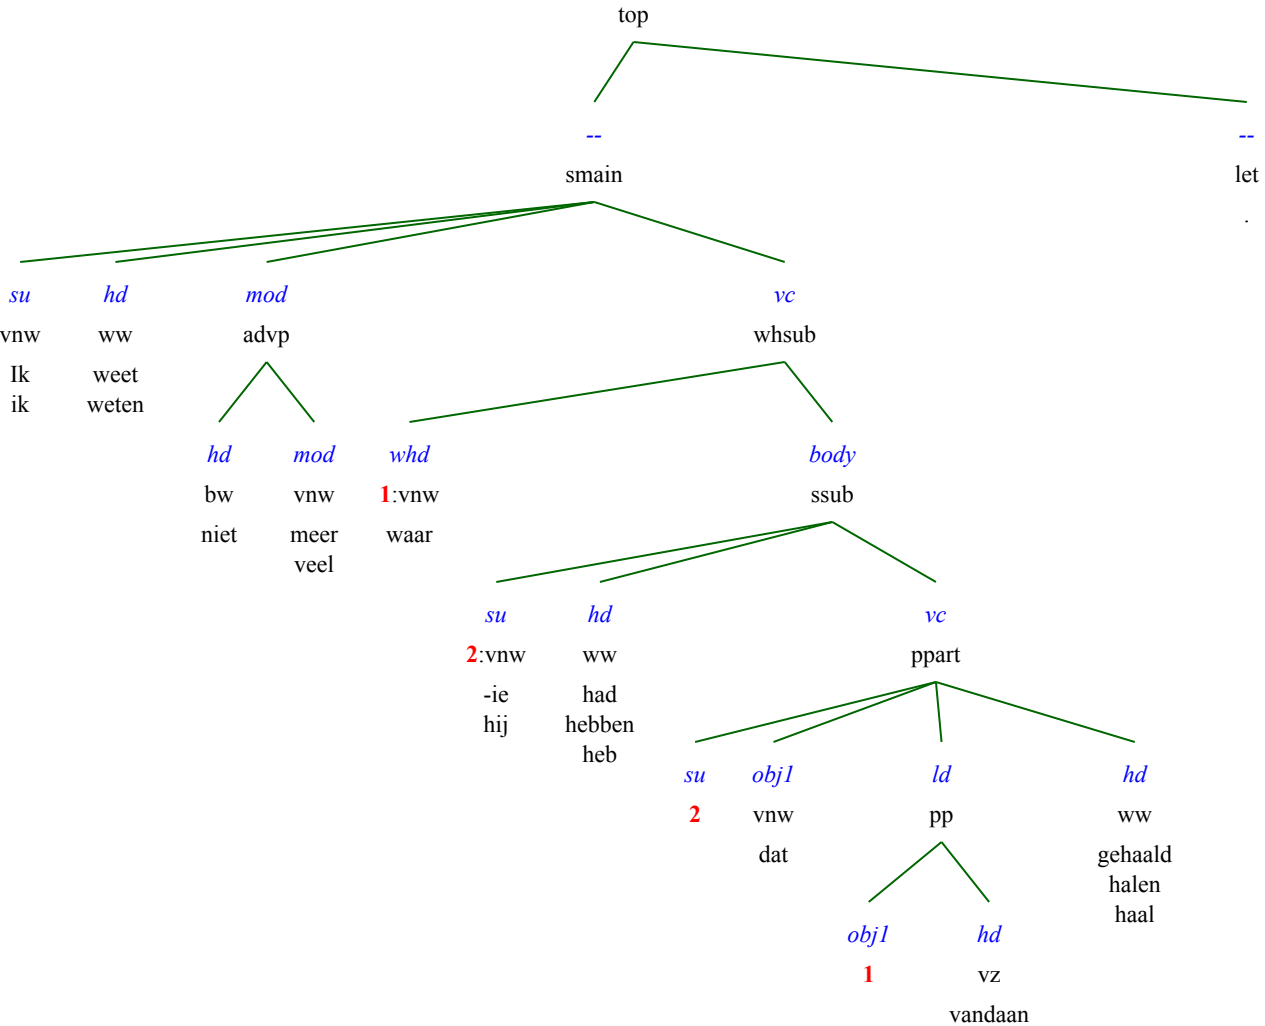 top
-- --
smain let
.
su hd mod vc
vnw ww advp whsub
Ik weet
ik weten
hd mod whd body
bw vnw 1:vnw ssub
niet meer waar
veel
su hd vc
2:vnw ww ppart
-ie had
hij hebben
heb
su obj1 ld hd
2 vnw pp ww
dat gehaald
halen
haal
obj1 hd
1 vz
vandaan